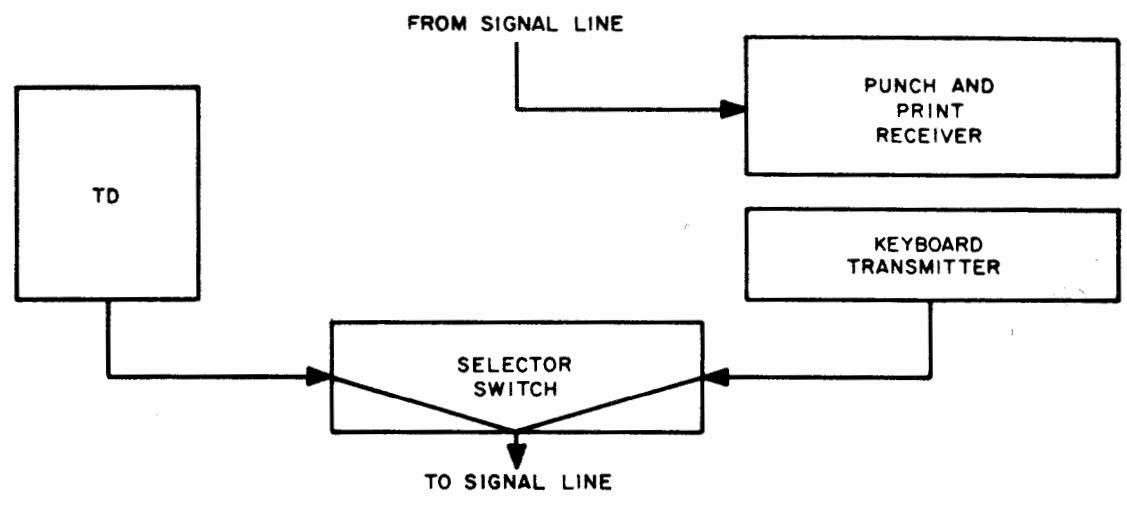 FROM SIGNAL LINE
PUNCH AND
PRINT
RECEIVER
TD
KEYBOARD
TRANSMITTER
SELECTOR
SWITCH
TO SIGNAL LINE